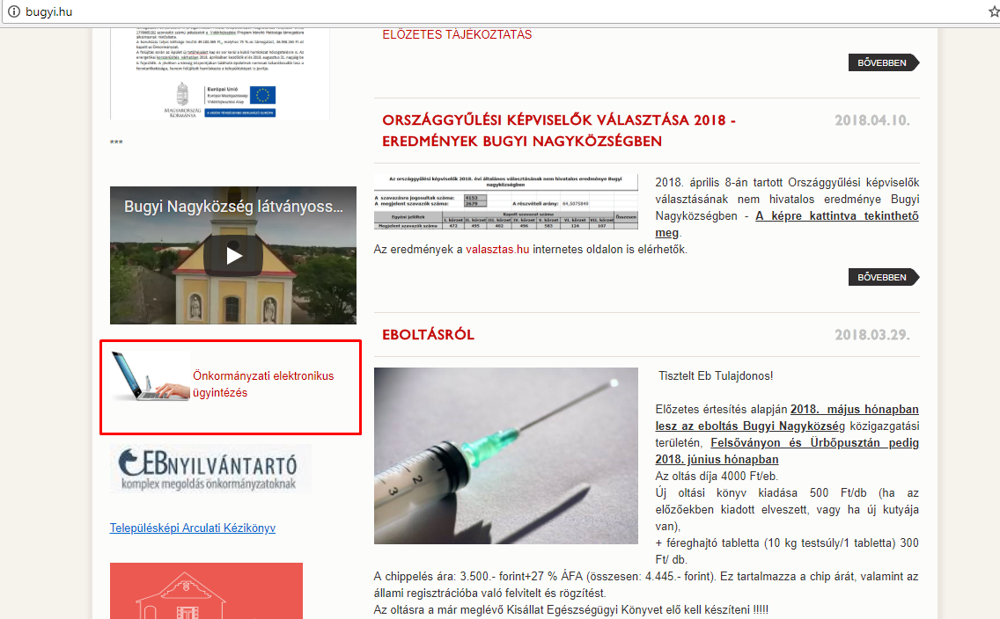 bugyi.hu
ELŐZETES TÁJÉKOZTATÁS
BŐVEBBEN
Európai Unió
MAGYARORSZÁG
KORMÁNYA
***
ORSZÁGGYŰLÉSI KÉPVISELŐK VÁLASZTÁSA 2018 -
EREDMÉNYEK BUGYI NAGYKÖZSÉGBEN
2018.04.10.
Az országgyűlési képviselők 2018. évi általános választásának nem hivatalos eredménye Bugyi
nagyközségben
A szavazásra jogosultak száma: 4153
A megjelent szavazók száma: 2679 A részvételi arány: 64,5075849
Egyéni jelöltek Kapott szavazat száma Összesen
I. körzet II. körzet III. körzet IV. körzet V. körzet VI. körzet VII. körzet
Megjelent szavazók száma 472 495 402 496 583 124 107
2018. április 8-án tartott Országgyűlési képviselők
választásának nem hivatalos eredménye Bugyi
Nagyközségben - A képre kattintva tekinthető
meg.
Az eredmények a valasztas.hu internetes oldalon is elérhetők.
BŐVEBBEN
Bugyi Nagyközség látványoss...
Önkormányzati elektronikus
ügyintézés
EBNYILVÁNTARTÓ
komplex megoldás önkormányzatoknak
Településképi Arculati Kézikönyv
EBOLTÁSRÓL
2018.03.29.
Tisztelt Eb Tulajdonos!
Előzetes értesítés alapján 2018. május hónapban
lesz az eboltás Bugyi Nagyközség közigazgatási
területén, Felsőványon és Ürbőpusztán pedig
2018. június hónapban
Az oltás díja 4000 Ft/eb.
Új oltási könyv kiadása 500 Ft/db (ha az
előzőekben kiadott elveszett, vagy ha új kutyája
van),
+ féreghajtó tabletta (10 kg testsúly/1 tabletta) 300
Ft/ db.
A chippelés ára: 3.500.- forint+27 % ÁFA (összesen: 4.445.- forint). Ez tartalmazza a chip árát, valamint az
állami regisztrációba való felvitelt és rögzítést.
Az oltásra a már meglévő Kisállat Egészségügyi Könyvet elő kell készíteni !!!!!